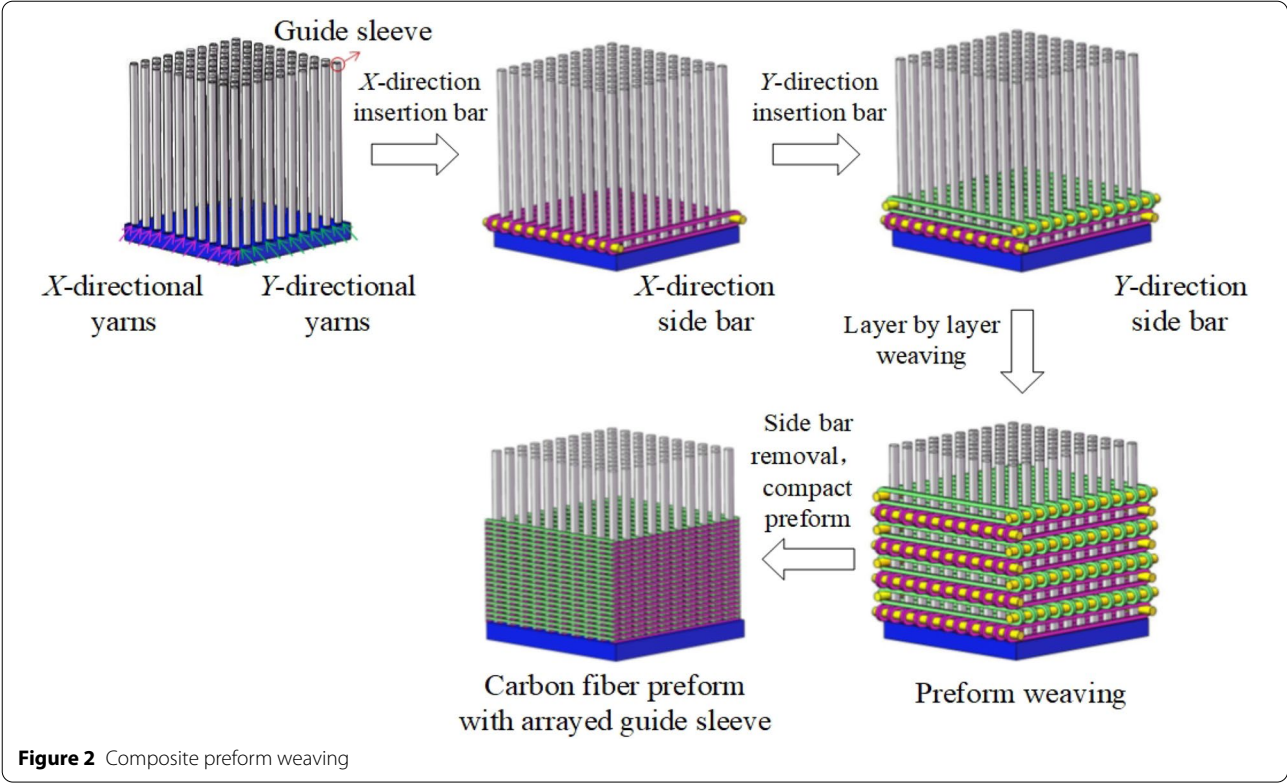 Guide sleeve
X-direction
insertion bar
Y-direction
insertion bar
X-directional
yarns
Y-directional
yarns
X-direction
side bar
Y-direction
side bar
Layer by layer
weaving
Side bar
removal,
compact
preform
Carbon fiber preform
with arrayed guide sleeve
Preform weaving
Figure 2 Composite preform weaving